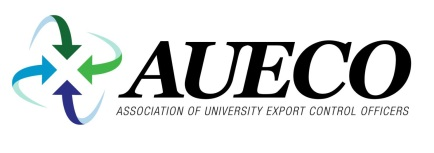 AUECO
ASSOCIATION OF UNIVERSITY EXPORT CONTROL OFFICERS